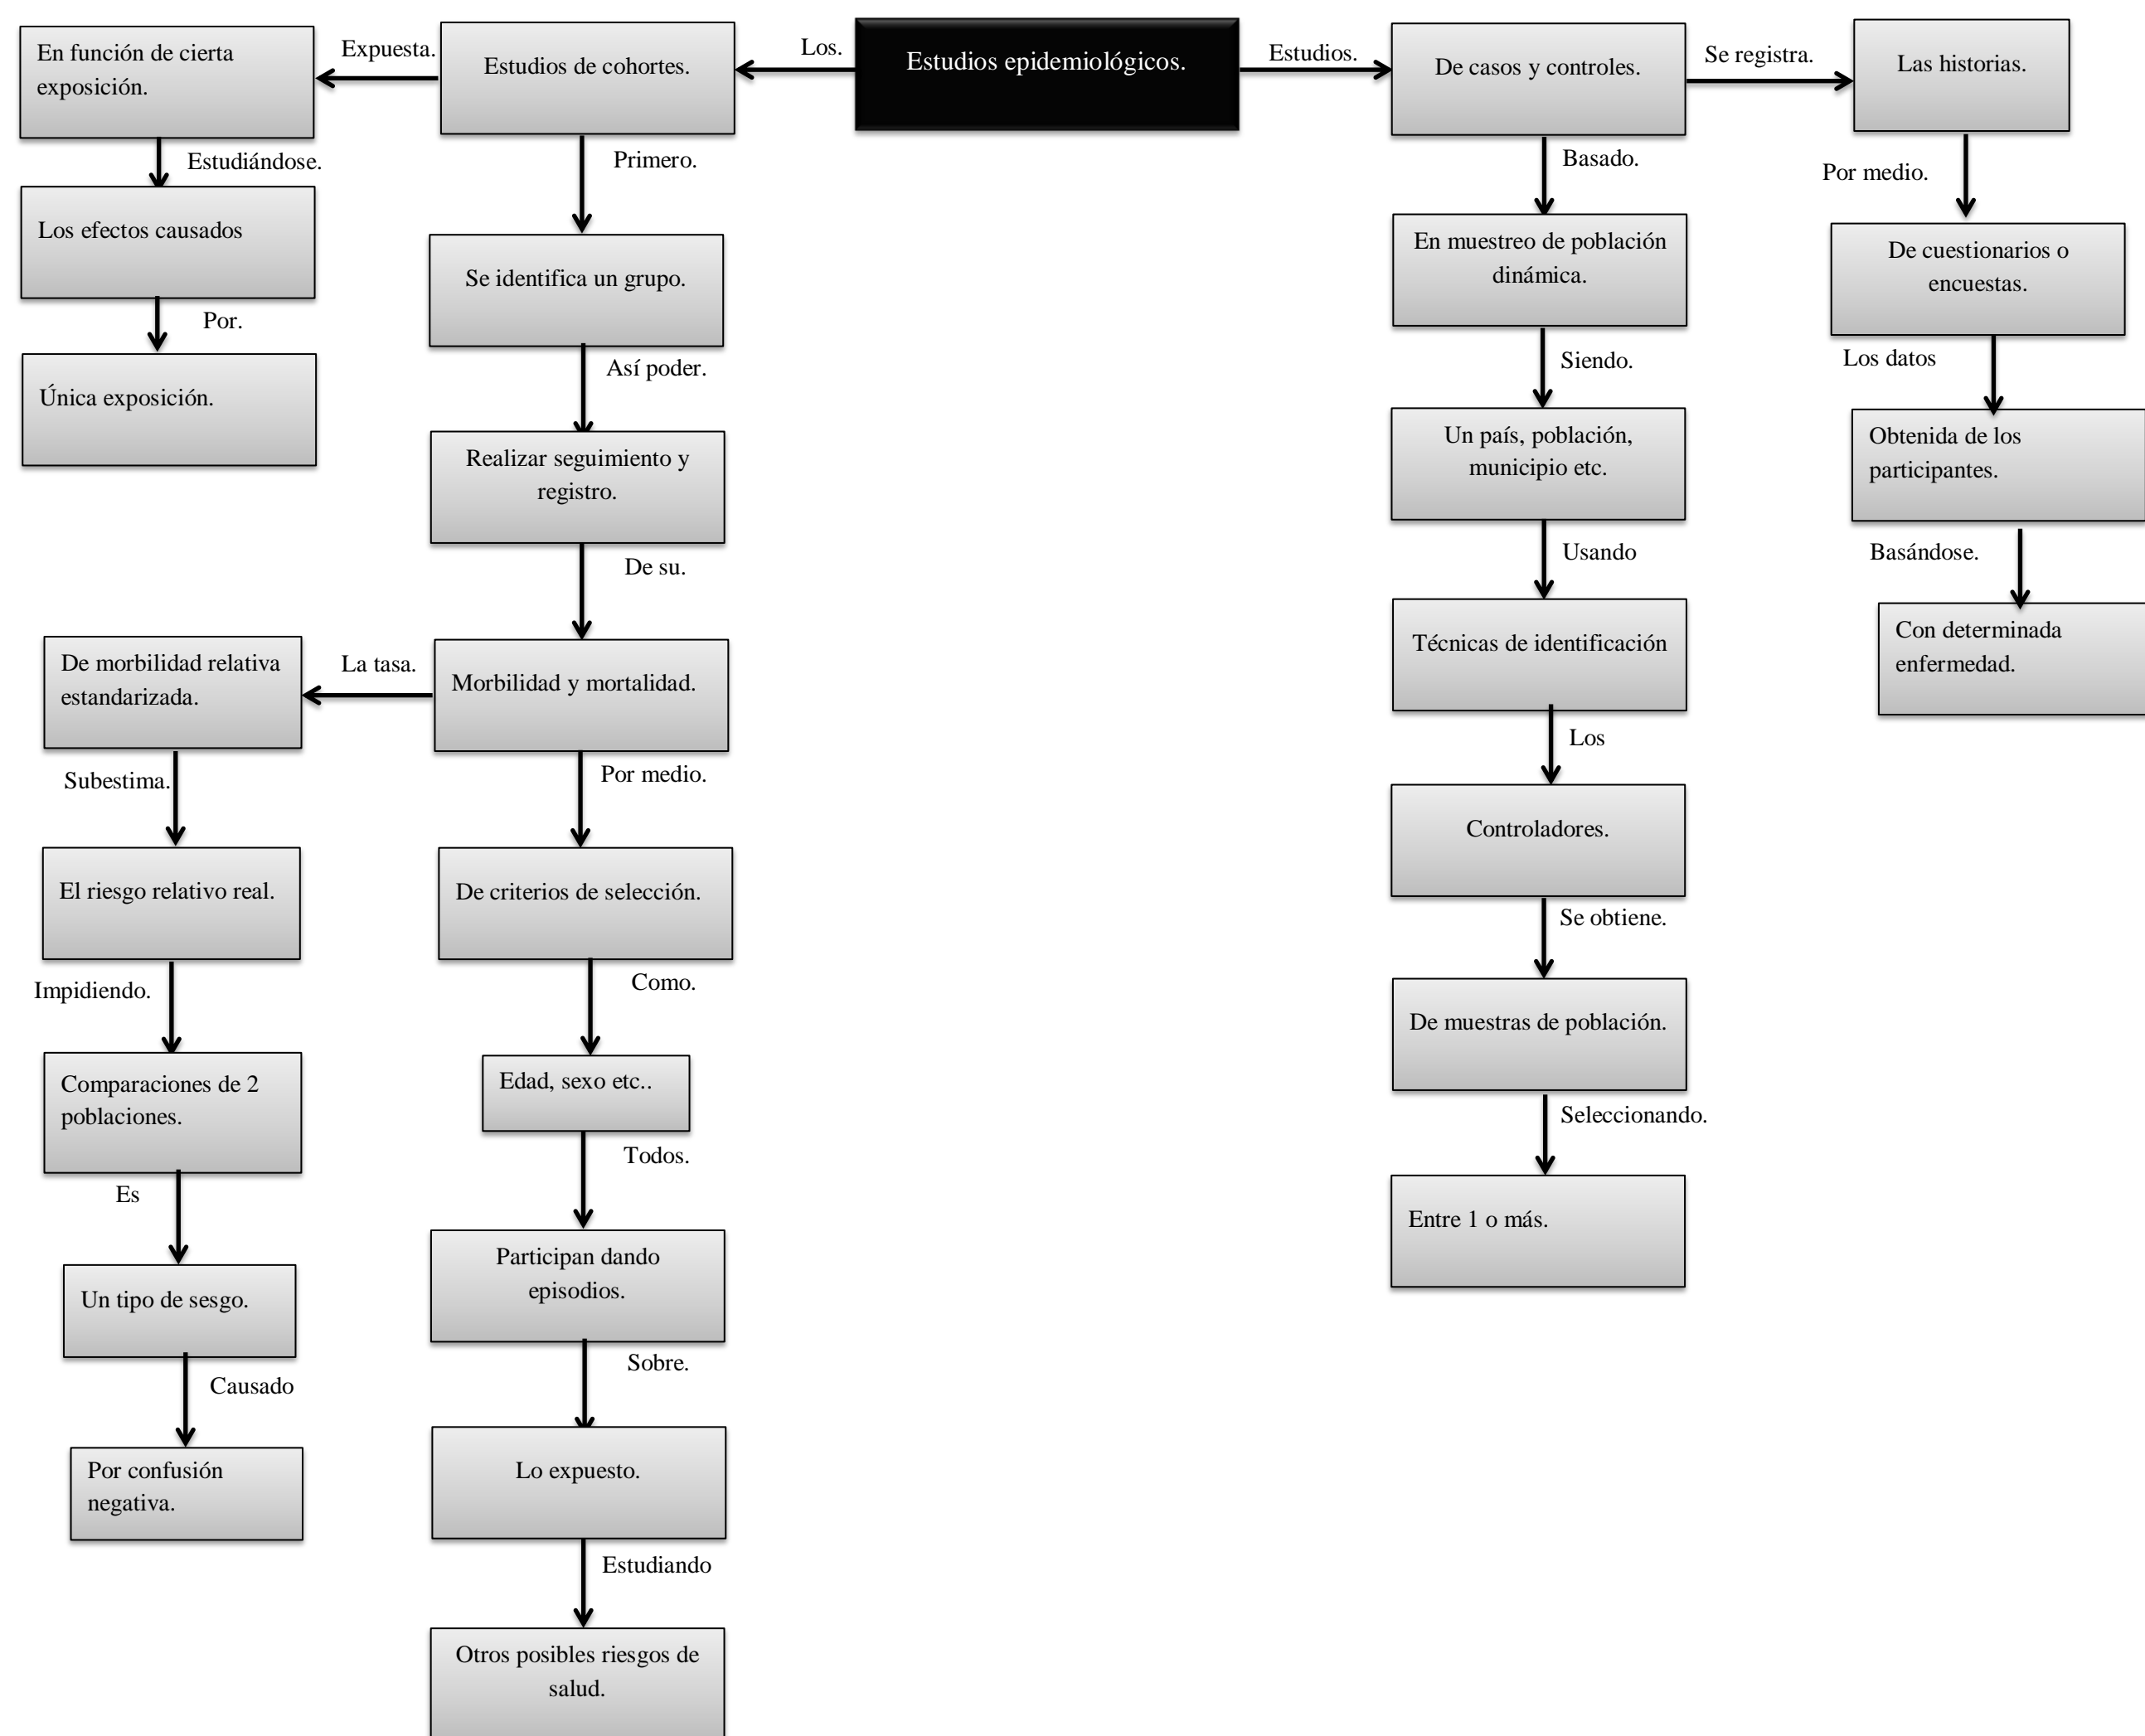 Estudios epidemiológicos.
Los.
Estudios de cohortes.
Expuesta.
En función de cierta
exposición.
Estudiándose.
Los efectos causados
Por.
Única exposición.
Primero.
Se identifica un grupo.
Así poder.
Realizar seguimiento y
registro.
De su.
Morbilidad y mortalidad.
La tasa.
De morbilidad relativa
estandarizada.
Subestima.
El riesgo relativo real.
Impidiendo.
Comparaciones de 2
poblaciones.
Es
Un tipo de sesgo.
Causado
Por confusión
negativa.
Por medio.
De criterios de selección.
Como.
Edad, sexo etc..
Todos.
Participan dando
episodios.
Sobre.
Lo expuesto.
Estudiando
Otros posibles riesgos de
salud.
Estudios.
De casos y controles.
Basado.
En muestreo de población
dinámica.
Siendo.
Un país, población,
municipio etc.
Usando
Técnicas de identificación
Los
Controladores.
Se obtiene.
De muestras de población.
Seleccionando.
Entre 1 o más.
Se registra.
Las historias.
Por medio.
De cuestionarios o
encuestas.
Los datos
Obtenida de los
participantes.
Basándose.
Con determinada
enfermedad.